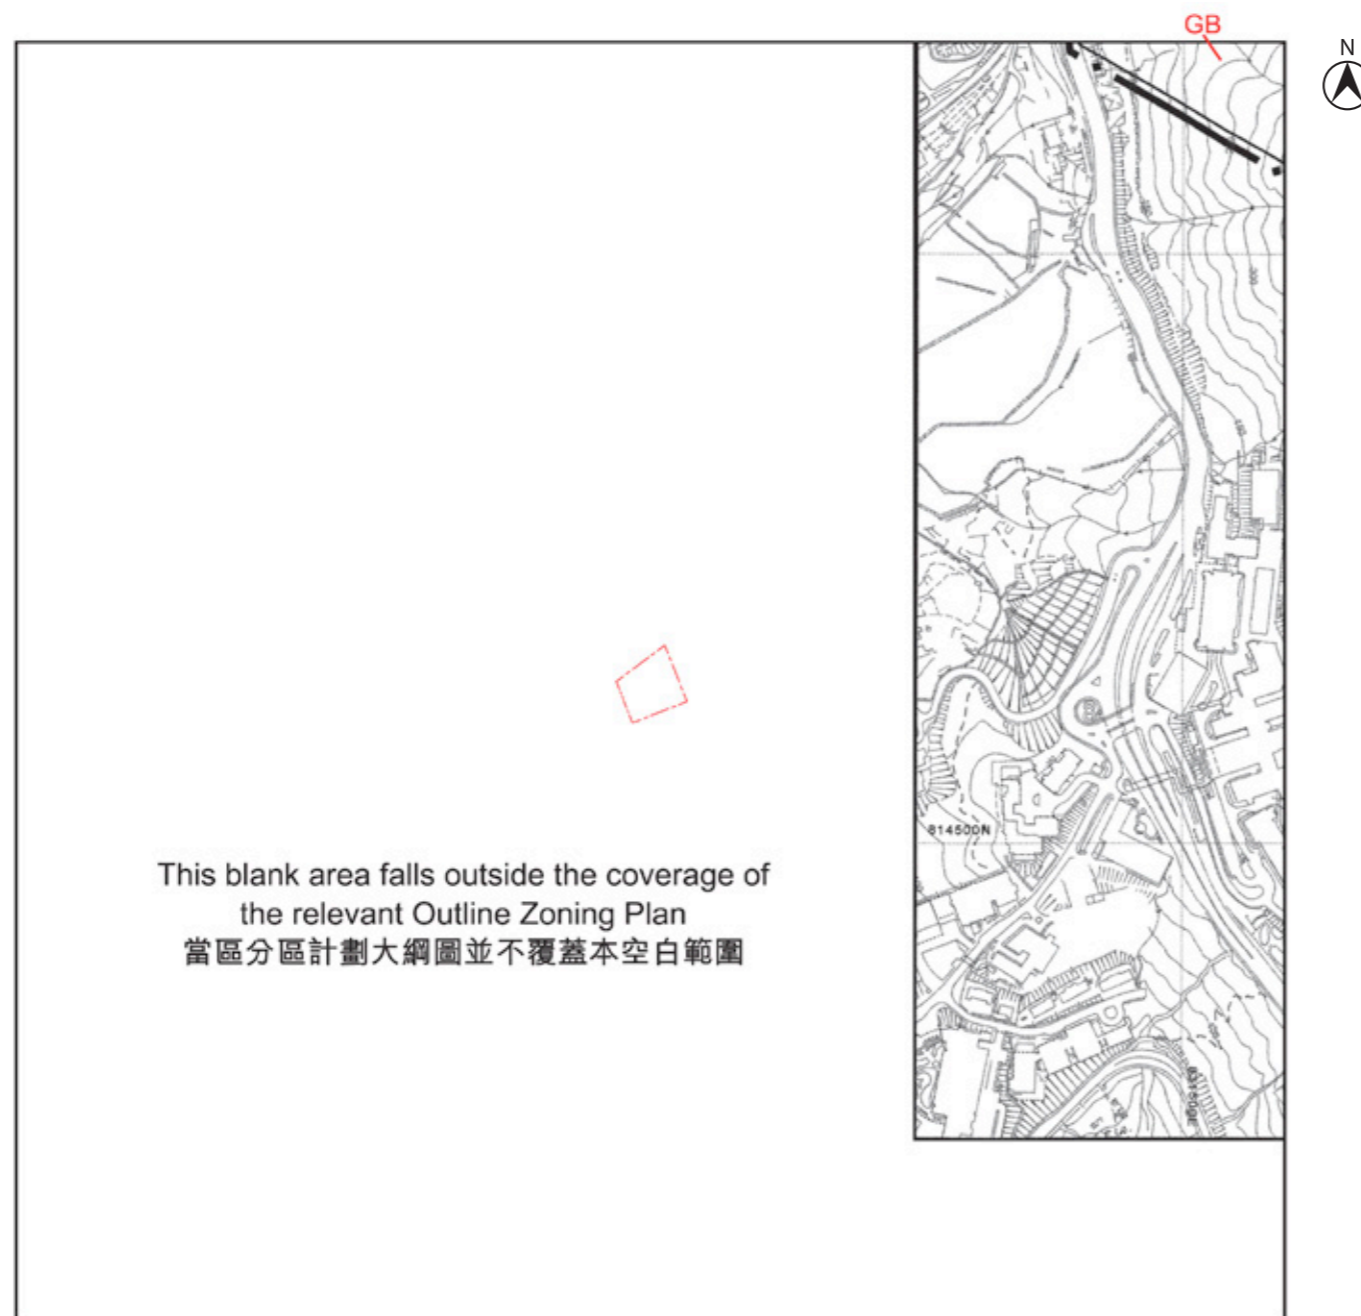 GB
N
814500N
This blank area falls outside the coverage of
the relevant Outline Zoning Plan
當區分區計劃大綱圖並不覆蓋本空白範圍